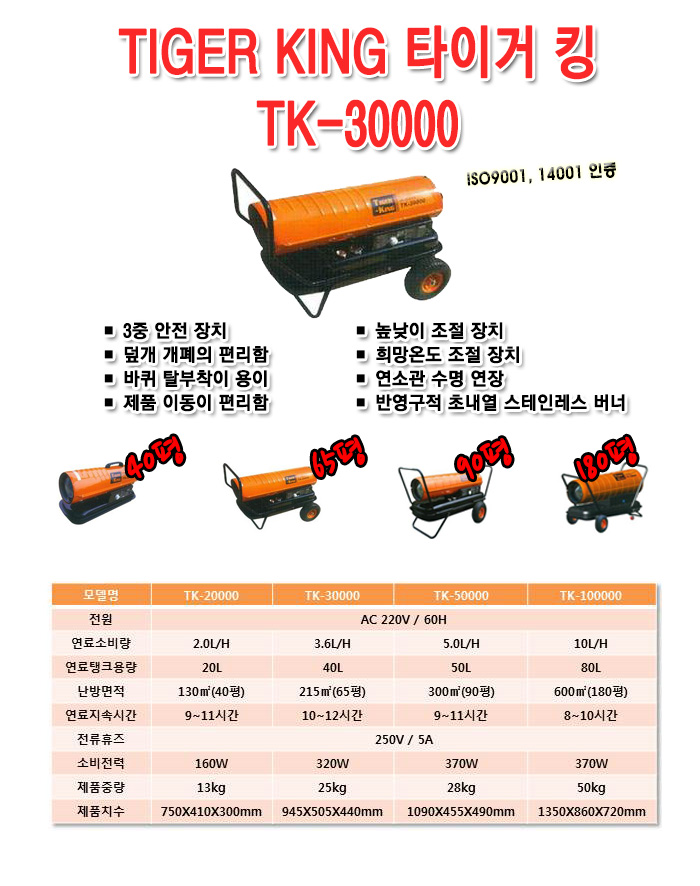 TIGER KING 타이거 킹
TK-30000
ISO9001, 14001 인증
TIGER
-KING
TK-30000
▪ 3중 안전 장치
▪ 높낮이 조절 장치
▪ 덮개 개폐의 편리함
▪ 희망온도 조절 장치
▪ 바퀴 탈부착이 용이
▪ 연소관 수명 연장
▪ 제품 이동이 편리함
▪ 반영구적 초내열 스테인레스 버너
40평 65평 90평 180평
모델명 TK-20000 TK-30000 TK-50000 TK-100000
전원 AC 220V / 60H
연료소비량 2.0L/H 3.6L/H 5.0L/H 10L/H
연료탱크용량 20L 40L 50L 80L
난방면적 130㎡(40평) 215㎡(65평) 300㎡(90평) 600㎡(180평)
연료지속시간 9~11시간 10~12시간 9~11시간 8~10시간
전류휴즈 250V / 5A
소비전력 160W 320W 370W 370W
제품중량 13kg 25kg 28kg 50kg
제품치수 750X410X300mm 945X505X440mm 1090X455X490mm 1350X860X720mm